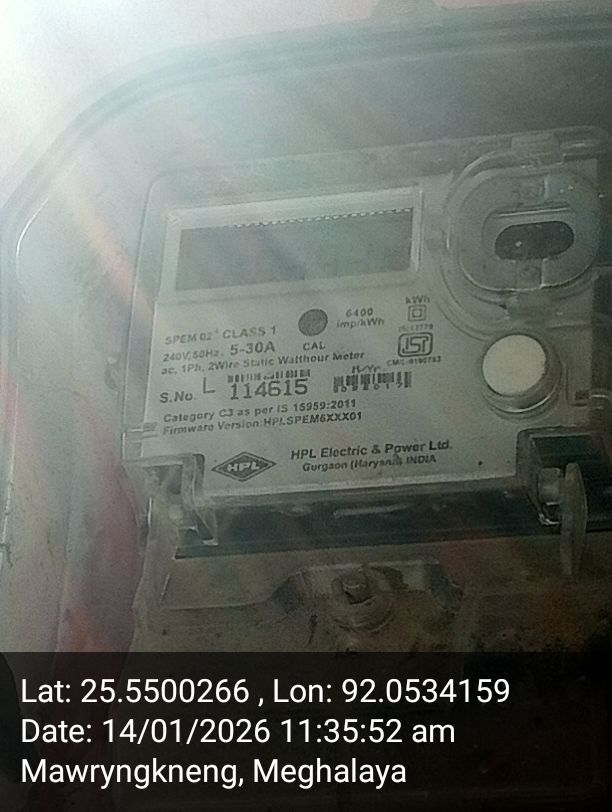 6400
imp/kWh
kWh
SPEM 02+ CLASS 1
CAL
240V, 50Hz, 5-30A
ac, 1Ph, 2Wire Static Watthour Meter
M/Yr.
S.No. L 114615
Category C3 as per IS 15959:2011
Firmware Version:HPLSPEM6XXX01
HPL
HPL Electric & Power Ltd.
Gurgaon (Haryana) INDIA
Lat: 25.5500266 , Lon: 92.0534159
Date: 14/01/2026 11:35:52 am
Mawryngkneng, Meghalaya